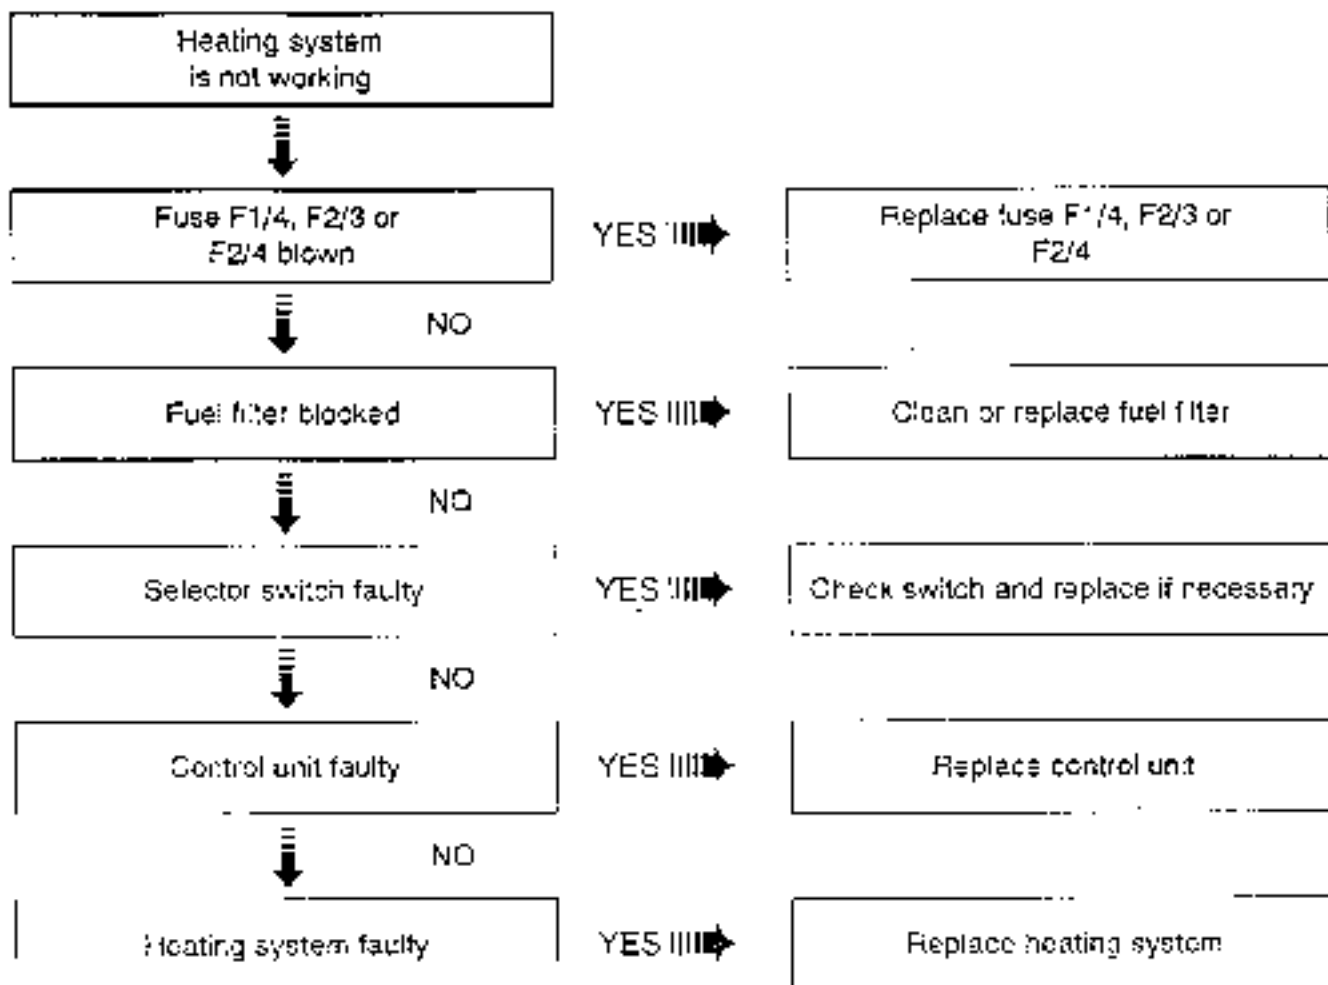 Heating system
is not working
Fuse F1/4, F2/3 or
F2/4 blown
YES
Replace fuse F1/4, F2/3 or
F2/4
NO
Fuel filter blocked
YES
Clean or replace fuel filter
NO
Selector switch faulty
YES
Check switch and replace if necessary
NO
Control unit faulty
YES
Replace control unit
NO
Heating system faulty
YES
Replace heating system